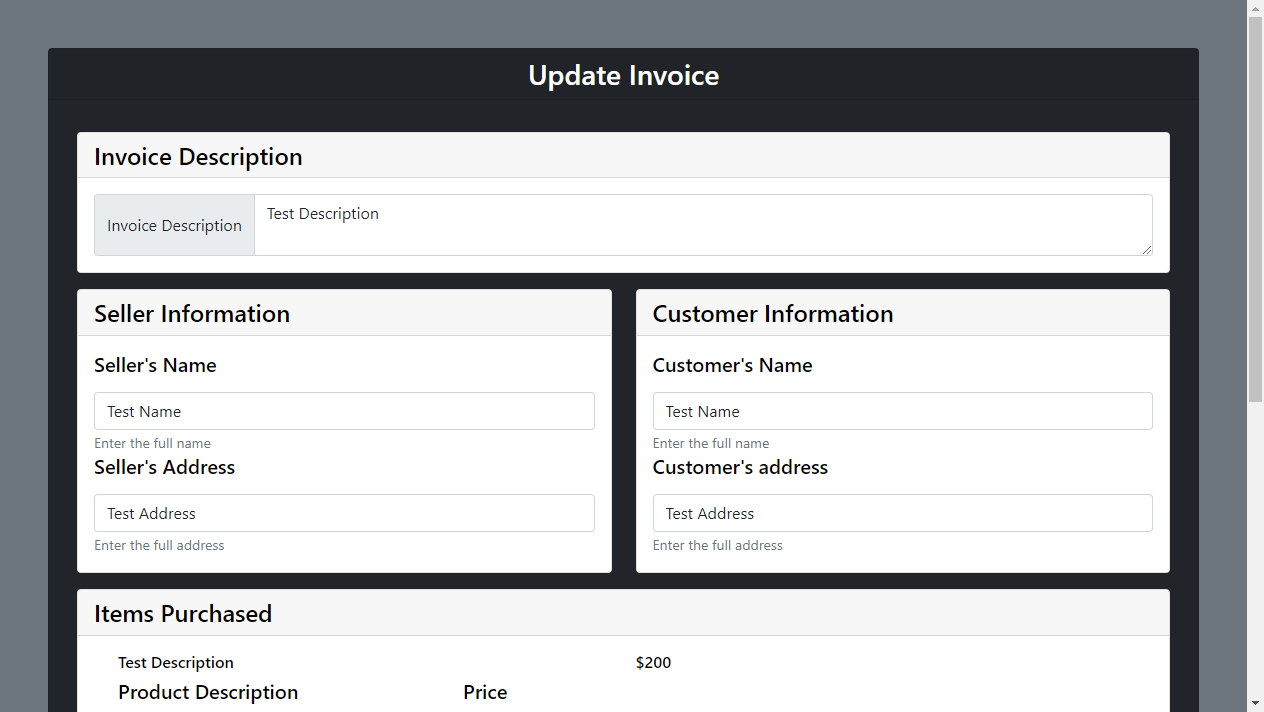 Update Invoice
Invoice Description
Invoice Description
Test Description
Seller Information
Seller's Name
Test Name
Enter the full name
Seller's Address
Test Address
Enter the full address
Customer Information
Customer's Name
Test Name
Enter the full name
Customer's address
Test Address
Enter the full address
Items Purchased
Test Description $200
Product Description Price